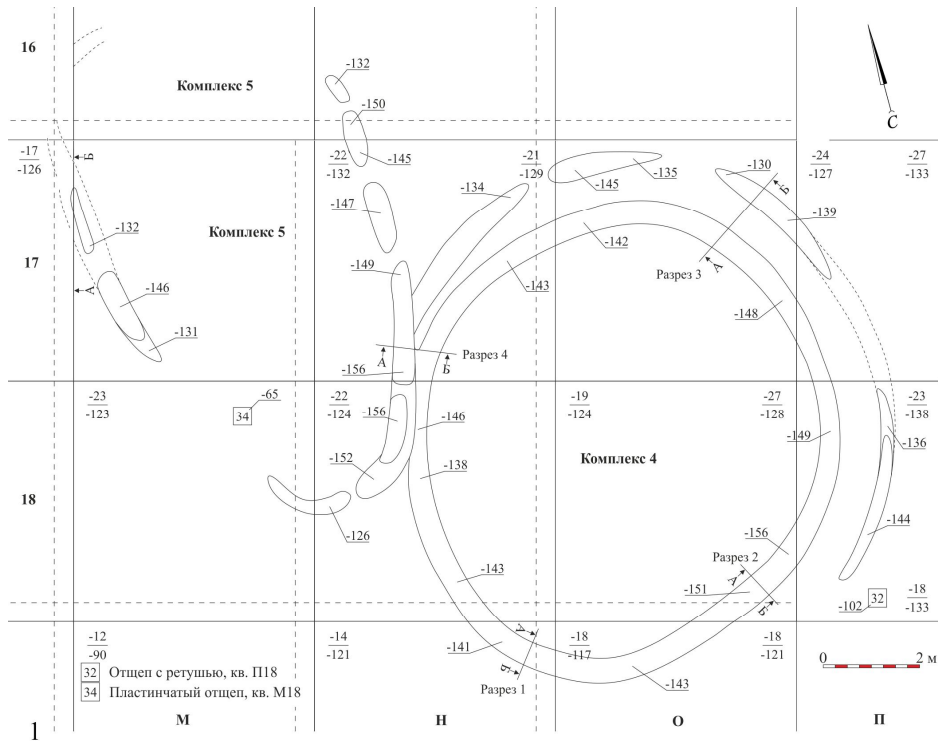 16
-132
Комплекс 5
-150
С
-17
-126
Б
-145
-22
-132
-21
-129
-135
-145
-130
-24
-127
-27
-133
Б
-134
-139
-132
-147
Комплекс 5
-142
17
-149
-143
А
Разрез 3
А
-146
-148
-131
Разрез 4
А
Б
-156
-23
-123
-65
34
-22
-124
-156
-146
-19
-124
-27
-128
-149
-23
-138
-136
-152
-138
Комплекс 4
18
-126
-144
-156
Разрез 2
-143
А
-151
Б
-102
32
-18
-133
-12
-90
-14
-121
-141
А
-18
-117
-18
-121
Б
32 Отщеп с ретушью, кв. П18
34 Пластинчатый отщеп, кв. М18
Разрез 1
-143
0 2 м
1
М
Н
О
П